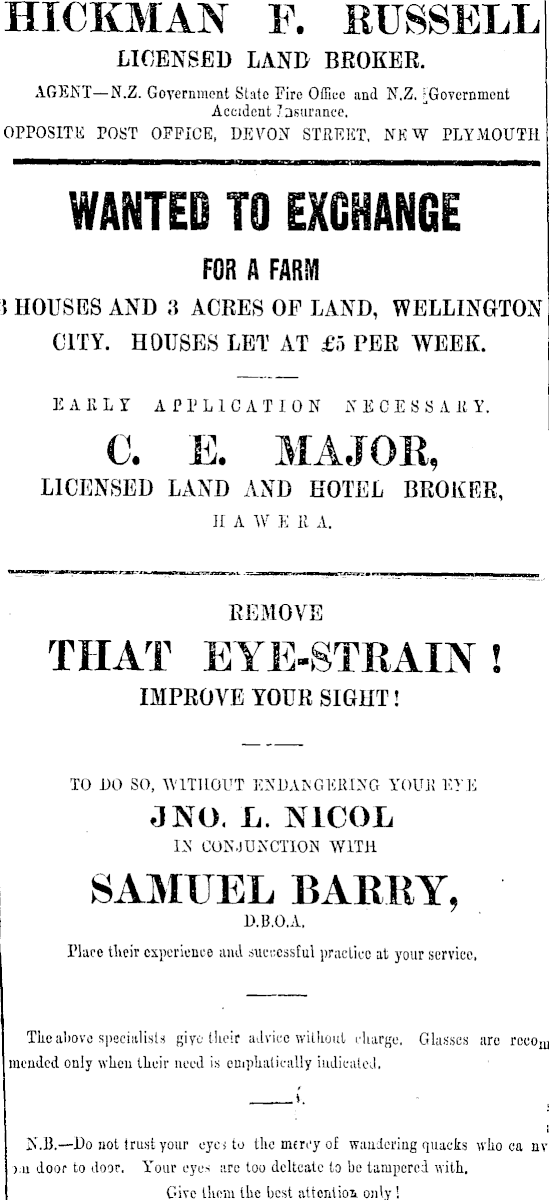 HICKMAN F. RUSSELL
LICENSED LAND BROKER.
AGENT—N.Z. Government State Fire Office and N.Z. Government
Accident Insurance.
OPPOSITE POST OFFICE, DEVON STREET, NEW PLYMOUTH
WANTED TO EXCHANGE
FOR A FARM
3 HOUSES AND 3 ACRES OF LAND, WELLINGTON
CITY. HOUSES LET AT £5 PER WEEK.
EARLY APPLICATION NECESSARY.
C. E. MAJOR,
LICENSED LAND AND HOTEL BROKER,
HAWERA.
REMOVE
THAT EYE-STRAIN!
IMPROVE YOUR SIGHT!
TO DO SO, WITHOUT ENDANGERING YOUR EYE
JNO. L. NICOL
IN CONJUNCTION WITH
SAMUEL BARRY,
D.B.O.A.
Place their experience and successful practice at your service.
The above specialists give their advice without charge. Glasses are recom
mended only when their need is emphatically indicated.
N.B.—Do not trust your eyes to the mercy of wandering quacks who canv
door to door. Your eyes are too delicate to be tampered with.
Give them the best attention only!